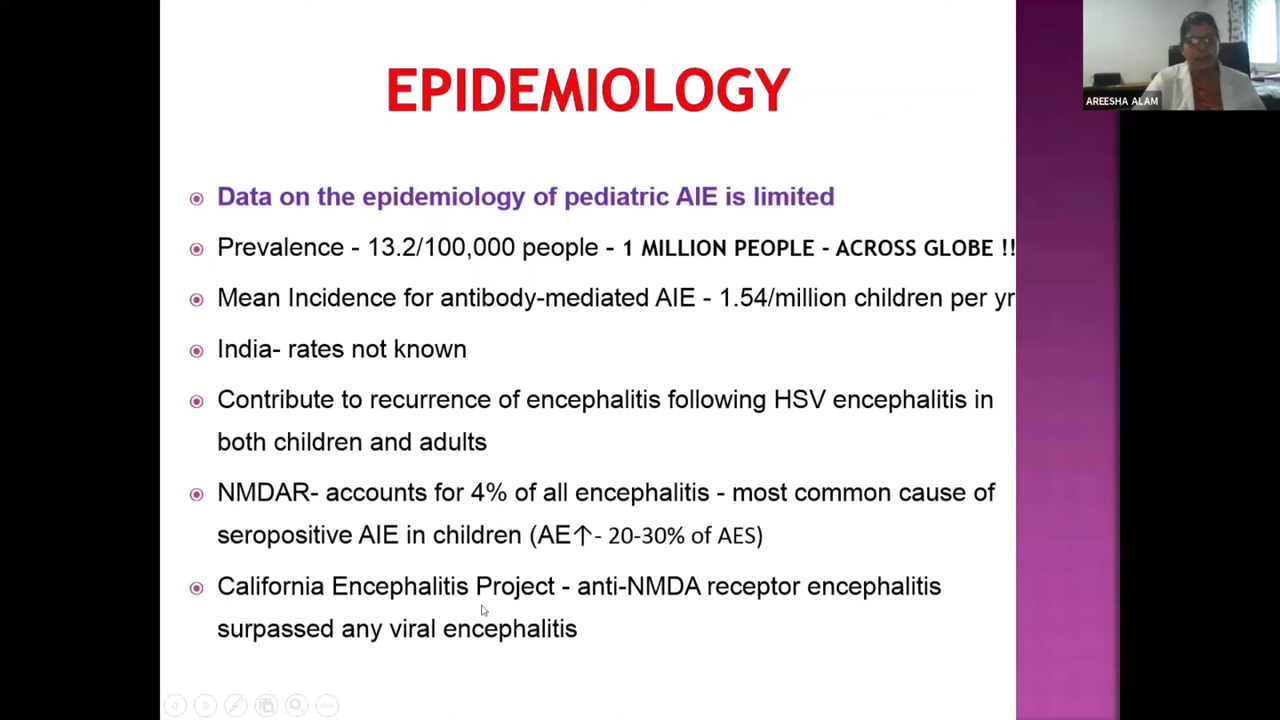 EPIDEMIOLOGY
AREESHA ALAM
Data on the epidemiology of pediatric AIE is limited
Prevalence - 13.2/100,000 people - 1 MILLION PEOPLE - ACROSS GLOBE !!
Mean Incidence for antibody-mediated AIE - 1.54/million children per yr
India- rates not known
Contribute to recurrence of encephalitis following HSV encephalitis in
both children and adults
NMDAR- accounts for 4% of all encephalitis - most common cause of
seropositive AIE in children (AE↑- 20-30% of AES)
California Encephalitis Project - anti-NMDA receptor encephalitis
surpassed any viral encephalitis